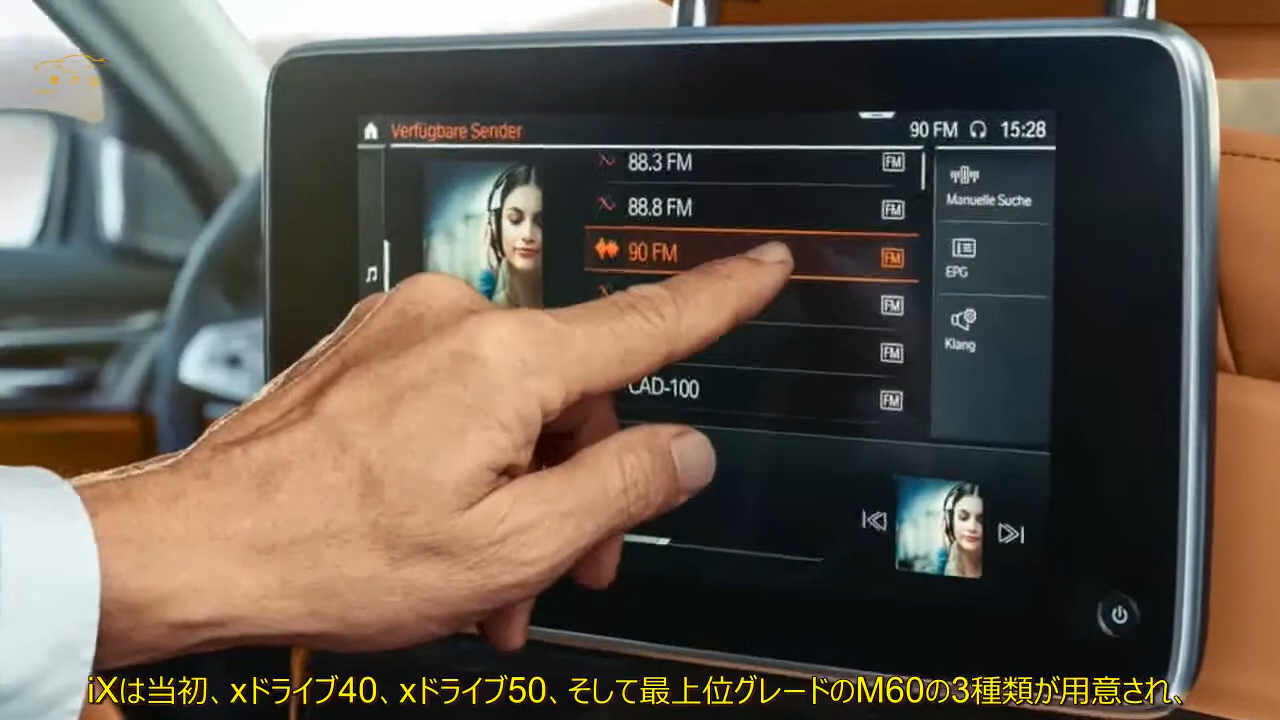 Verfügbare Sender
90 FM 15:28
88.3 FM FM
88.8 FM FM
90 FM FM
FM
FM
CAD-100 FM
Manuelle Suche
EPG
Klang
iXは当初、xドライブ40、xドライブ50、そして最上位グレードのM60の3種類が用意され、